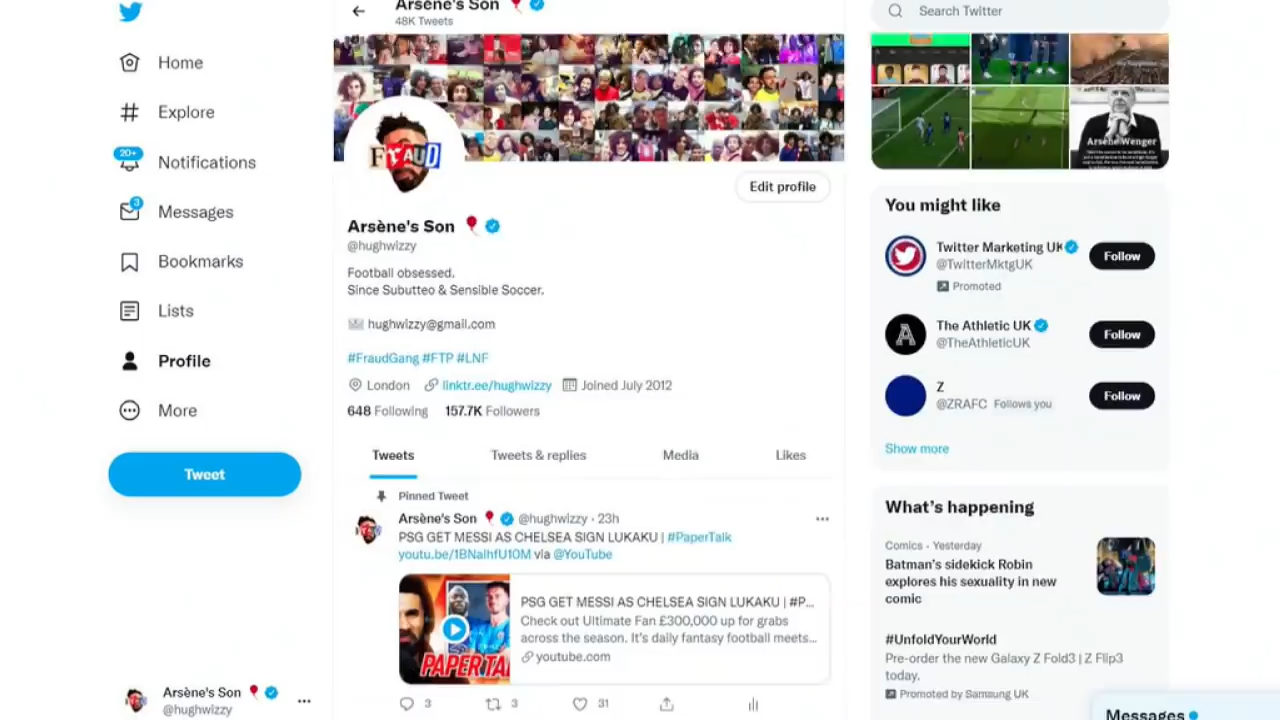 Home
Explore
20+
Notifications
3
Messages
Bookmarks
Lists
Profile
More
Tweet
Arsène's Son
@hughwizzy
Arsène's Son
48K Tweets
FRAUD
Edit profile
Arsène's Son
@hughwizzy
Football obsessed.
Since Subutteo & Sensible Soccer.
hughwizzy@gmail.com
#FraudGang #FTP #LNF
London linktr.ee/hughwizzy Joined July 2012
648 Following 157.7K Followers
Tweets Tweets & replies Media Likes
Pinned Tweet
Arsène's Son @hughwizzy · 23h
PSG GET MESSI AS CHELSEA SIGN LUKAKU | #PaperTalk
youtu.be/1BNalhfU10M via @YouTube
PAPER TAL
PSG GET MESSI AS CHELSEA SIGN LUKAKU | #P...
Check out Ultimate Fan £300,000 up for grabs
across the season. It's daily fantasy football meets...
youtube.com
3 3 31
Search Twitter
Arsène Wenger
You might like
Twitter Marketing UK
@TwitterMktgUK
Promoted
Follow
The Athletic UK
@TheAthleticUK
Follow
Z
@ZRAFC Follows you
Follow
Show more
What's happening
Comics · Yesterday
Batman's sidekick Robin
explores his sexuality in new
comic
#UnfoldYourWorld
Pre-order the new Galaxy Z Fold3 | Z Flip3
today.
Promoted by Samsung UK
Messages